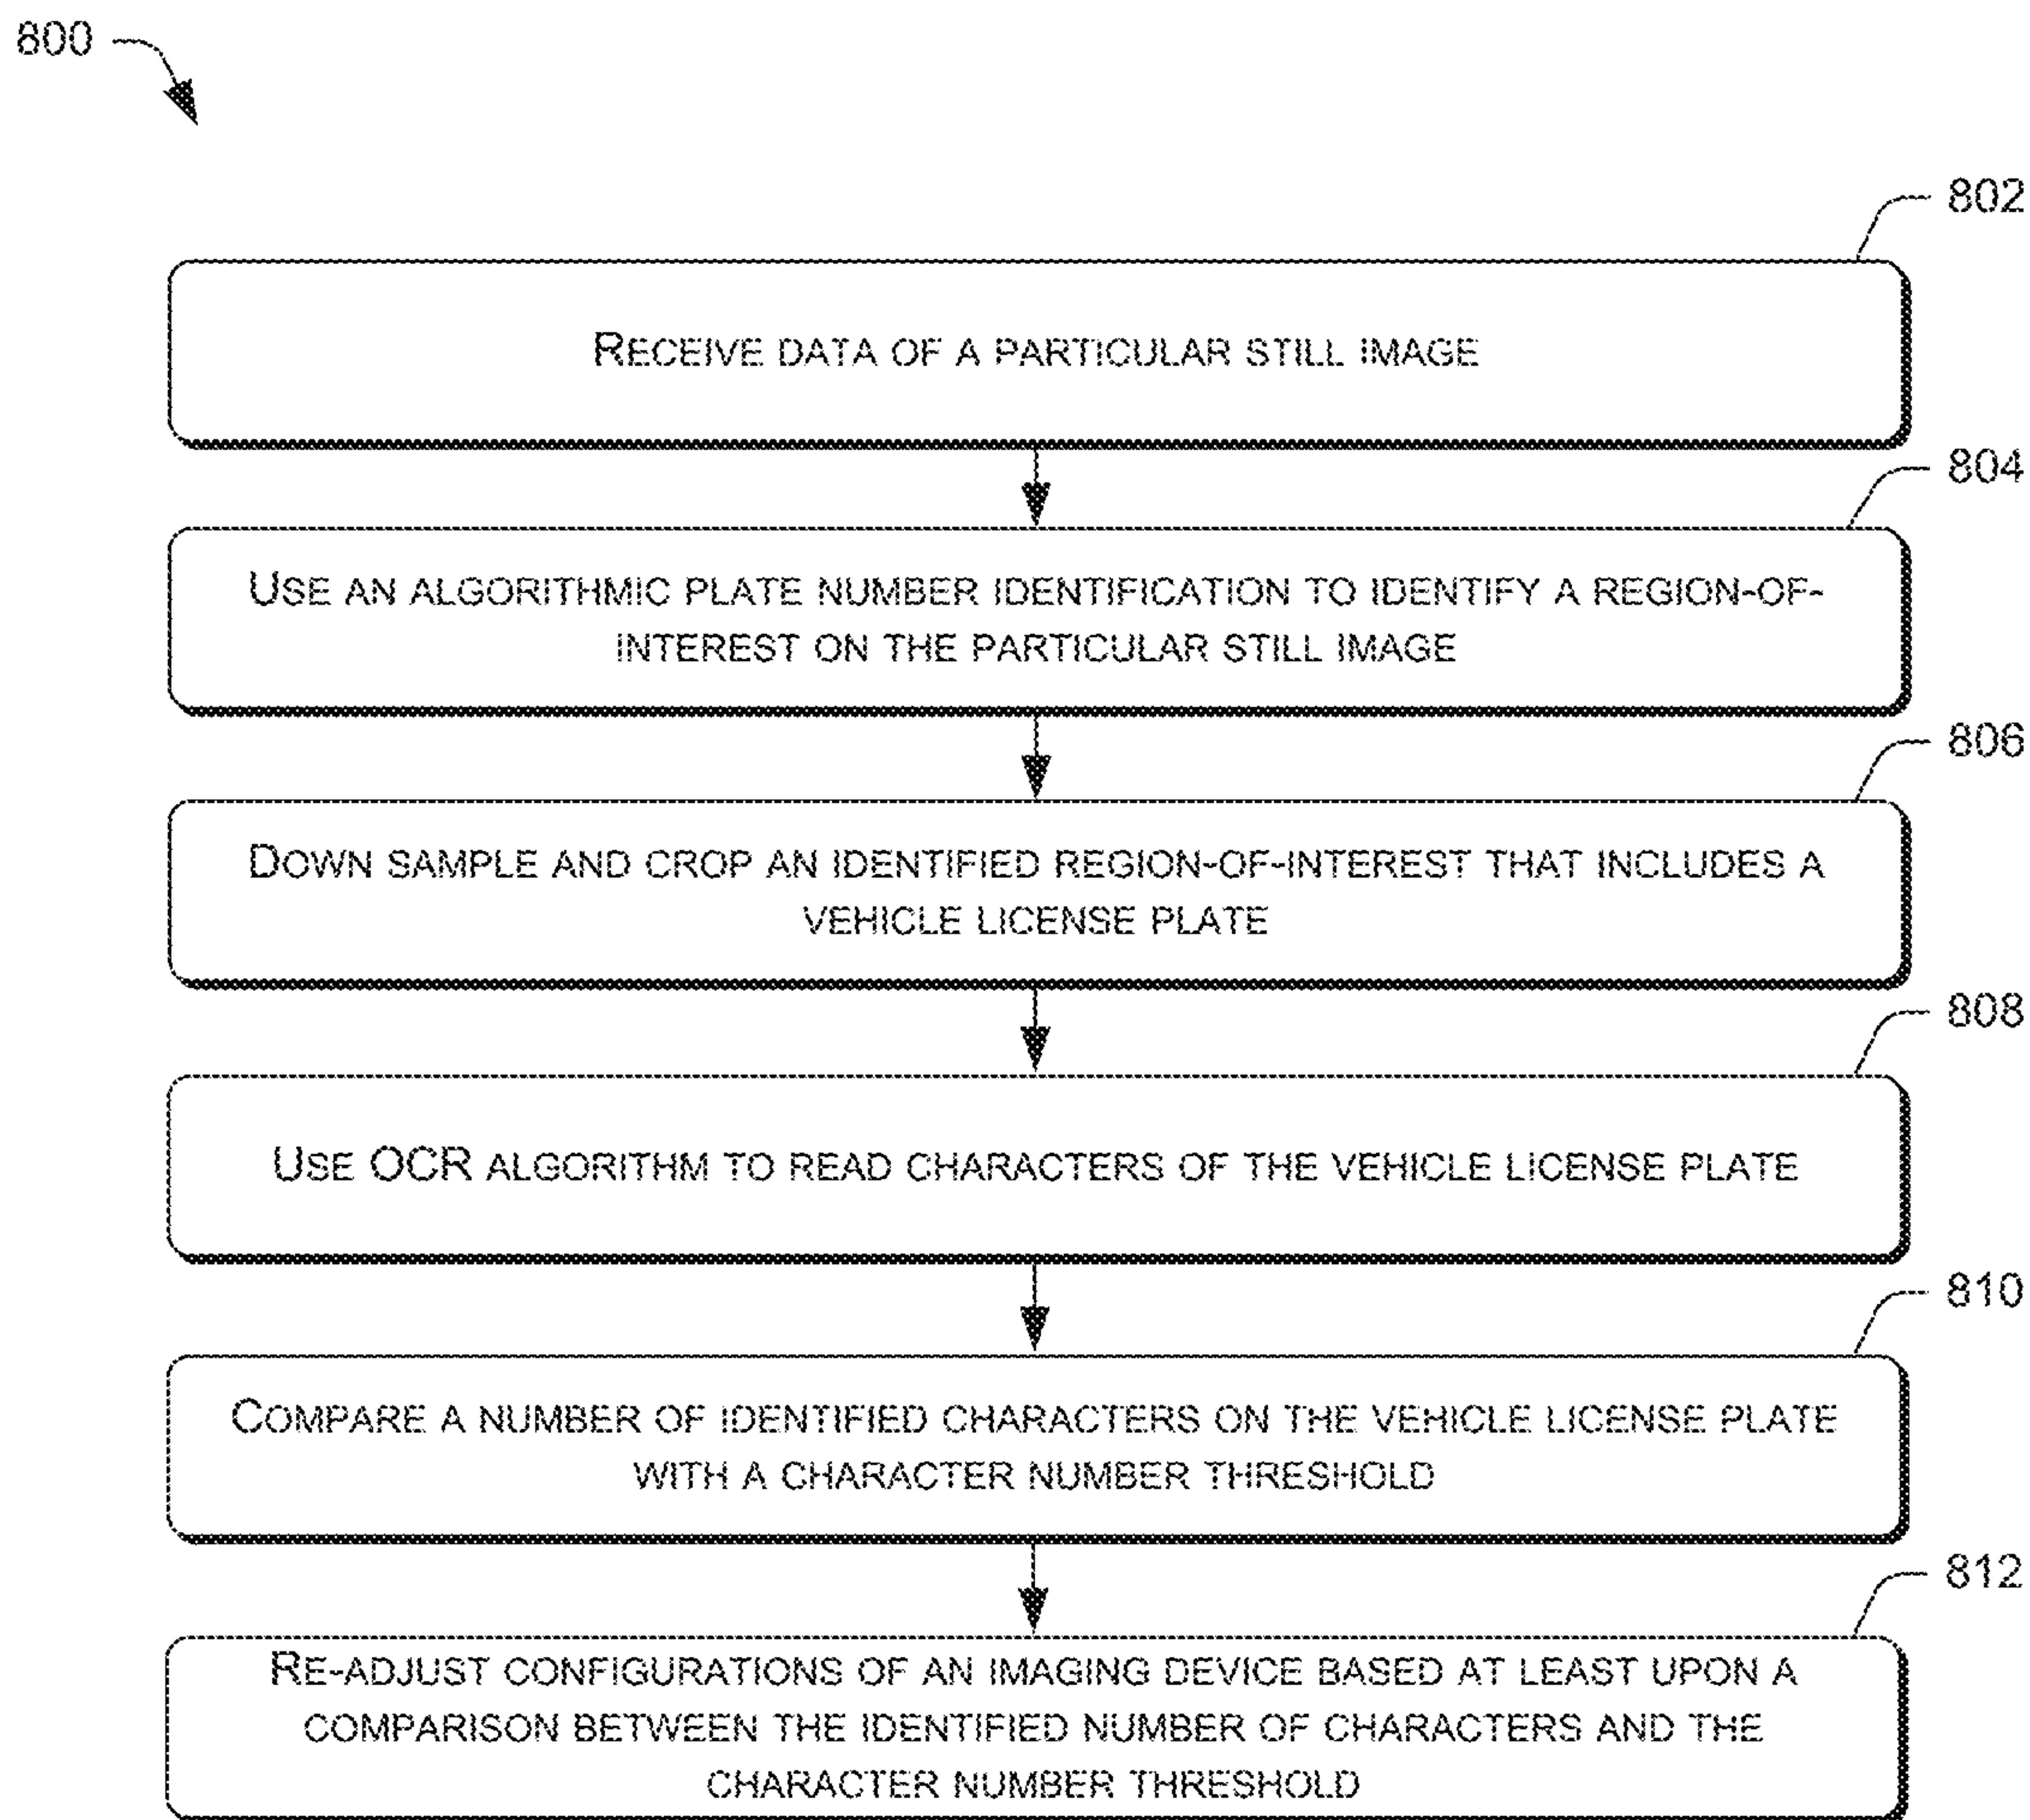 800
802
RECEIVE DATA OF A PARTICULAR STILL IMAGE
804
USE AN ALGORITHMIC PLATE NUMBER IDENTIFICATION TO IDENTIFY A REGION-OF-
INTEREST ON THE PARTICULAR STILL IMAGE
806
DOWN SAMPLE AND CROP AN IDENTIFIED REGION-OF-INTEREST THAT INCLUDES A
VEHICLE LICENSE PLATE
808
USE OCR ALGORITHM TO READ CHARACTERS OF THE VEHICLE LICENSE PLATE
810
COMPARE A NUMBER OF IDENTIFIED CHARACTERS ON THE VEHICLE LICENSE PLATE
WITH A CHARACTER NUMBER THRESHOLD
812
RE-ADJUST CONFIGURATIONS OF AN IMAGING DEVICE BASED AT LEAST UPON A
COMPARISON BETWEEN THE IDENTIFIED NUMBER OF CHARACTERS AND THE
CHARACTER NUMBER THRESHOLD